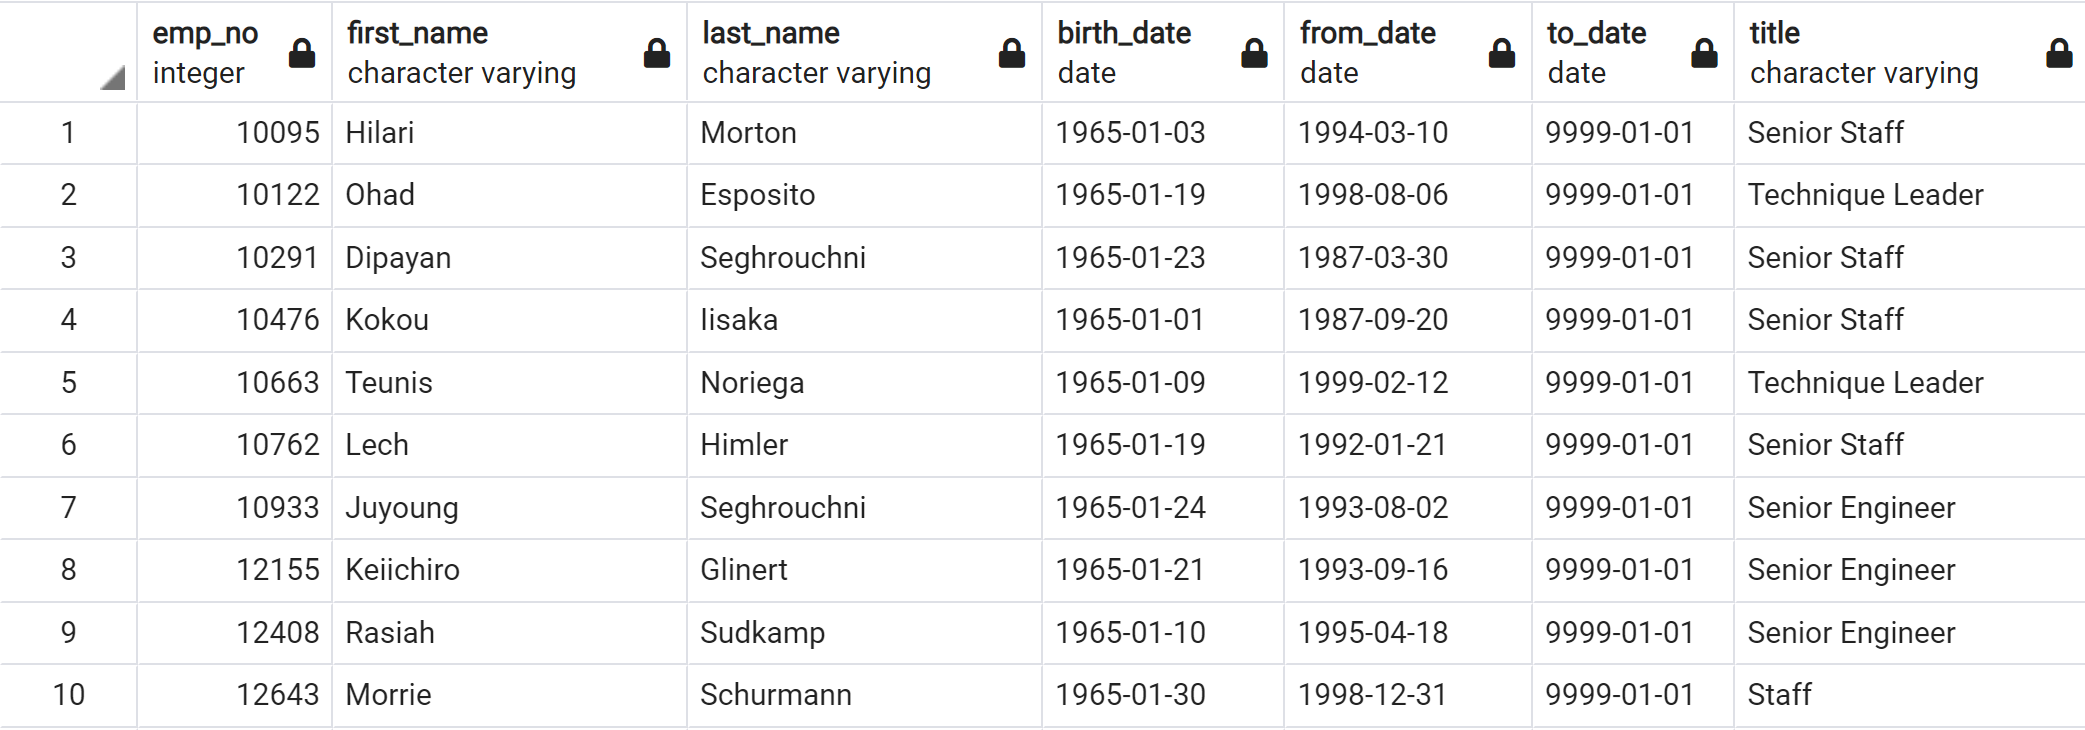 emp_no first_name last_name birth_date from_date to_date title
integer character varying character varying date date date character varying
1 10095 Hilari Morton 1965-01-03 1994-03-10 9999-01-01 Senior Staff
2 10122 Ohad Esposito 1965-01-19 1998-08-06 9999-01-01 Technique Leader
3 10291 Dipayan Seghrouchni 1965-01-23 1987-03-30 9999-01-01 Senior Staff
4 10476 Kokou Iisaka 1965-01-01 1987-09-20 9999-01-01 Senior Staff
5 10663 Teunis Noriega 1965-01-09 1999-02-12 9999-01-01 Technique Leader
6 10762 Lech Himler 1965-01-19 1992-01-21 9999-01-01 Senior Staff
7 10933 Juyoung Seghrouchni 1965-01-24 1993-08-02 9999-01-01 Senior Engineer
8 12155 Keiichiro Glinert 1965-01-21 1993-09-16 9999-01-01 Senior Engineer
9 12408 Rasiah Sudkamp 1965-01-10 1995-04-18 9999-01-01 Senior Engineer
10 12643 Morrie Schurmann 1965-01-30 1998-12-31 9999-01-01 Staff